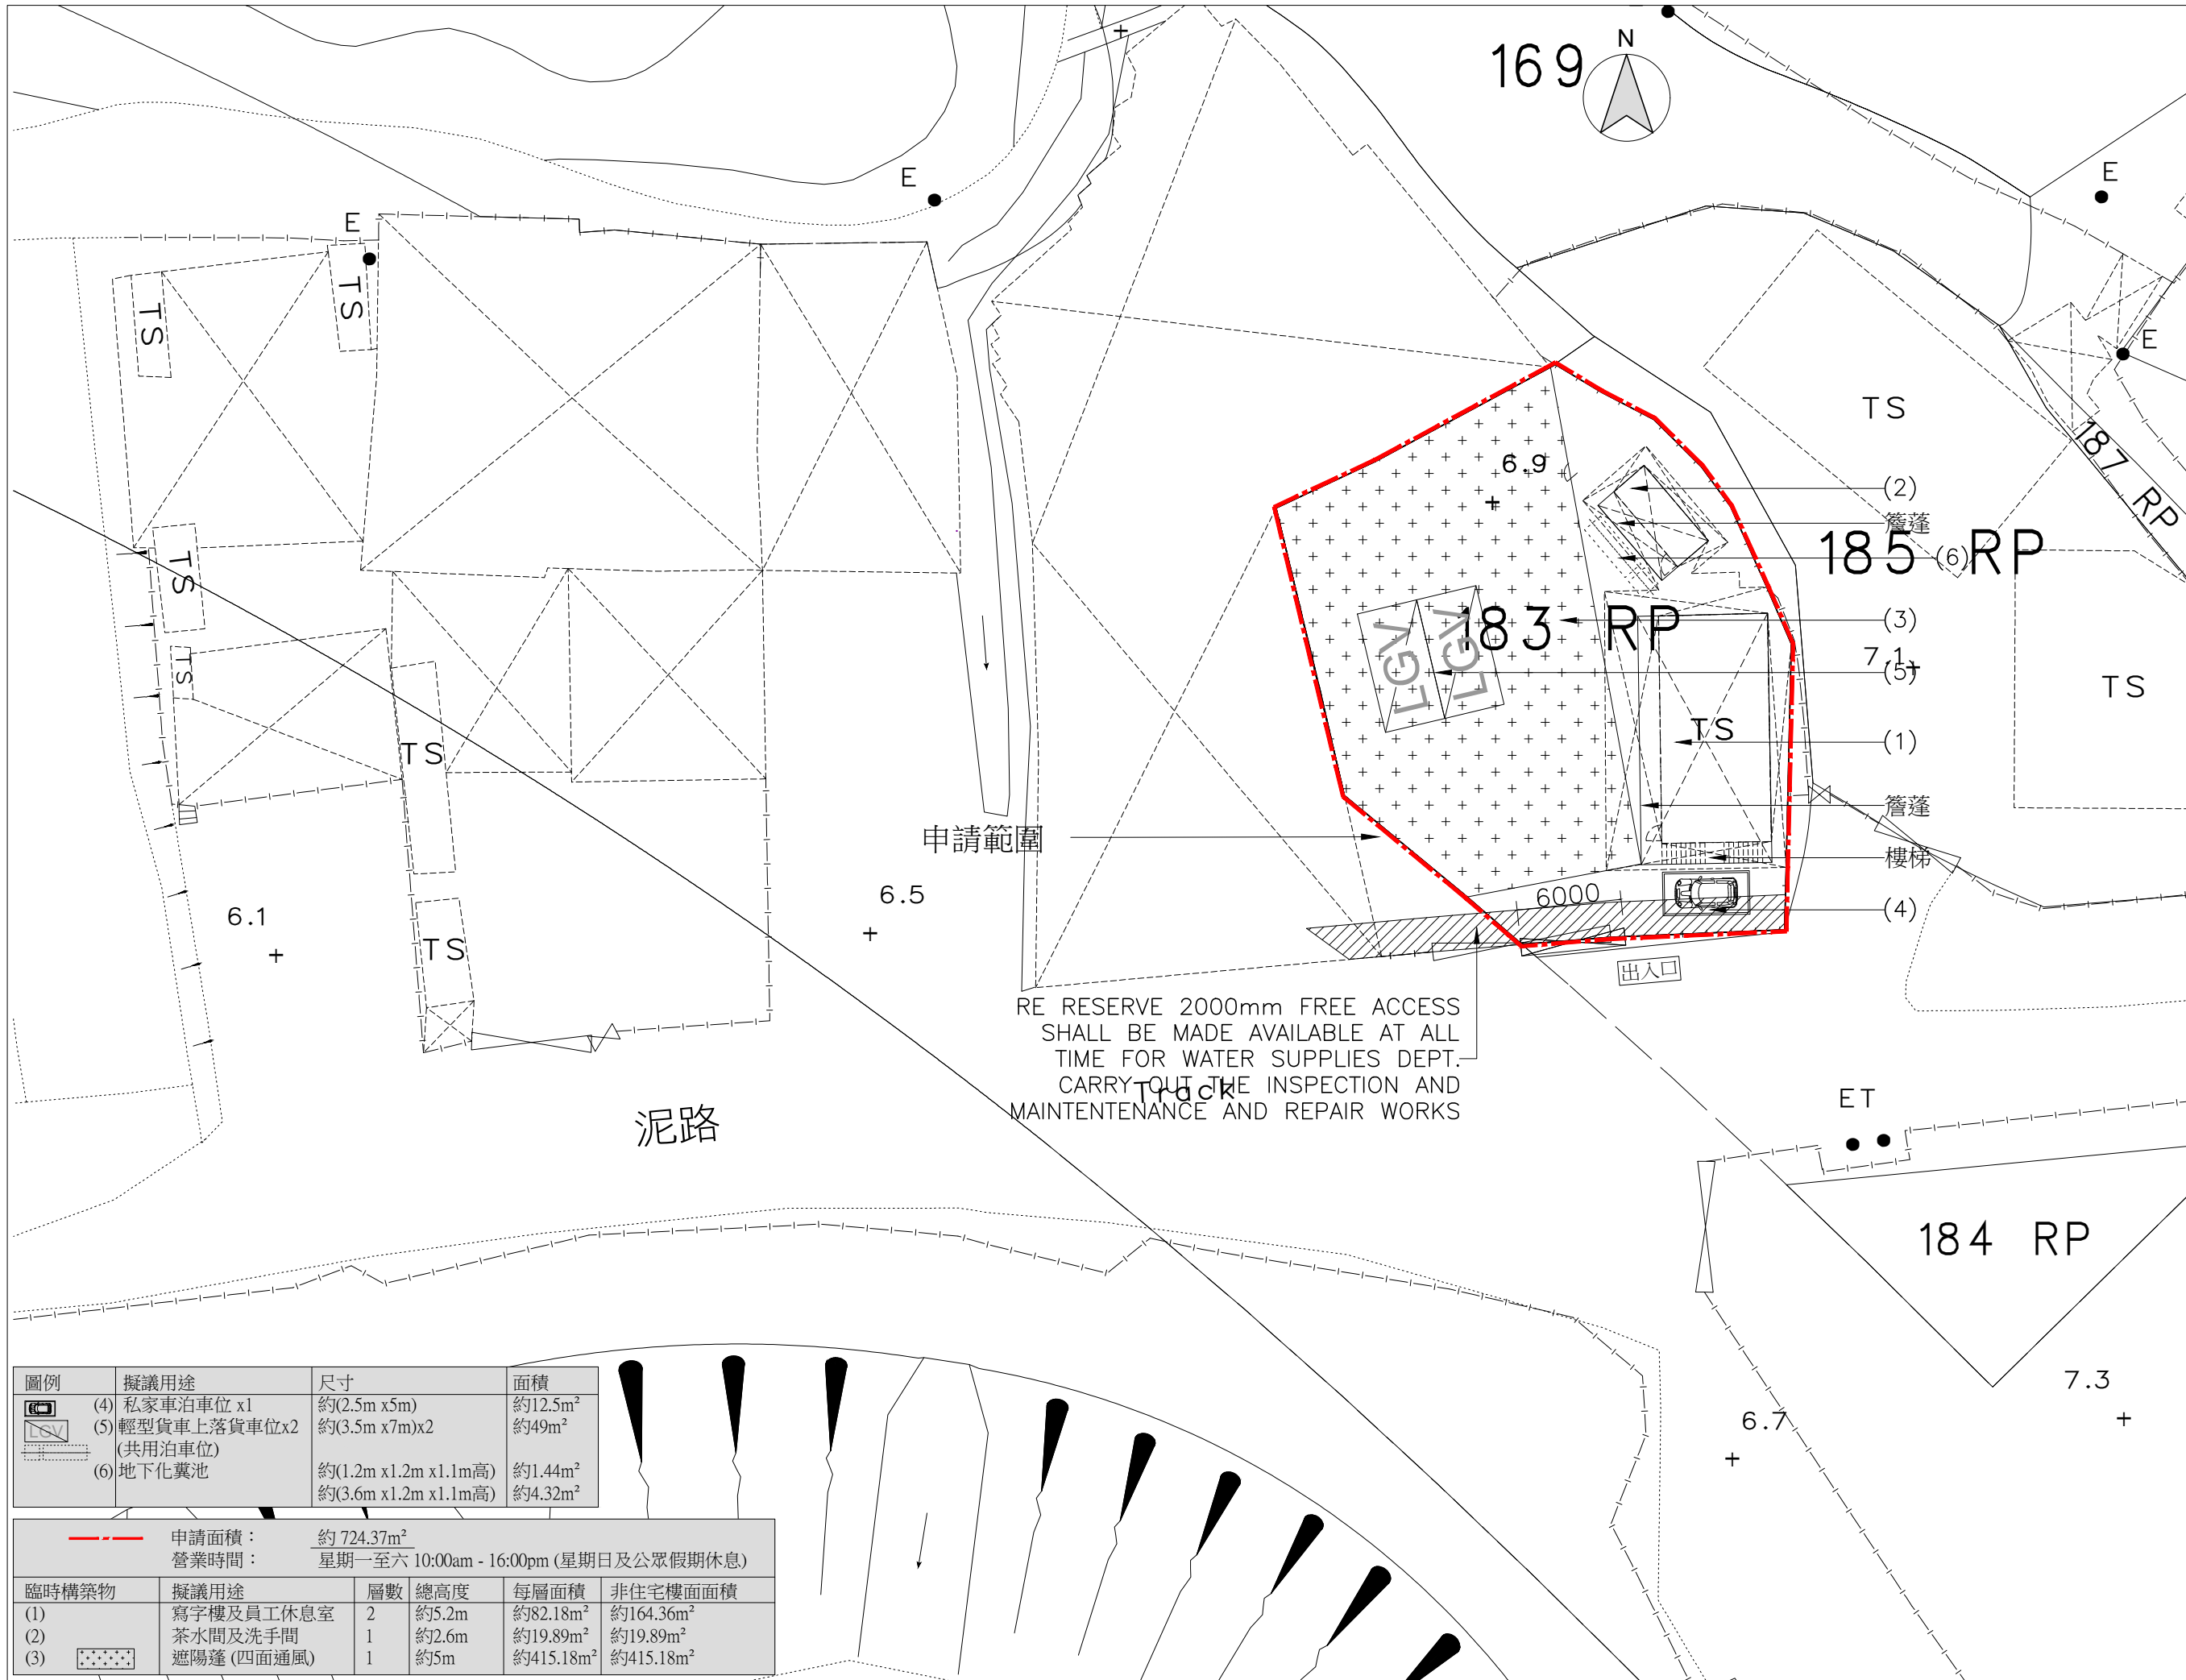 169
N
E
E
E
E
TS
TS
TS
TS
TS
TS
TS
TS
TS
187 RP
6.9
(2)
簷蓬
185 RP
(6)
183 RP
(3)
LGV
LGV
7.1
(5)
TS
(1)
簷蓬
樓梯
(4)
申請範圍
6000
出入口
6.1
6.5
RE RESERVE 2000mm FREE ACCESS
SHALL BE MADE AVAILABLE AT ALL
TIME FOR WATER SUPPLIES DEPT.
CARRY OUT THE INSPECTION AND
MAINTENTENANCE AND REPAIR WORKS
Track
泥路
ET
184 RP
7.3
6.7
圖例 擬議用途 尺寸 面積
(4) 私家車泊車位 x1 約(2.5m x5m) 約12.5m²
LGV (5) 輕型貨車上落貨車位x2 約(3.5m x7m)x2 約49m²
(共用泊車位)
(6) 地下化糞池 約(1.2m x1.2m x1.1m高) 約1.44m²
約(3.6m x1.2m x1.1m高) 約4.32m²
申請面積： 約 724.37m²
營業時間： 星期一至六 10:00am - 16:00pm (星期日及公眾假期休息)
臨時構築物 擬議用途 層數 總高度 每層面積 非住宅樓面面積
(1) 寫字樓及員工休息室 2 約5.2m 約82.18m² 約164.36m²
(2) 茶水間及洗手間 1 約2.6m 約19.89m² 約19.89m²
(3) 遮陽蓬 (四面通風) 1 約5m 約415.18m² 約415.18m²